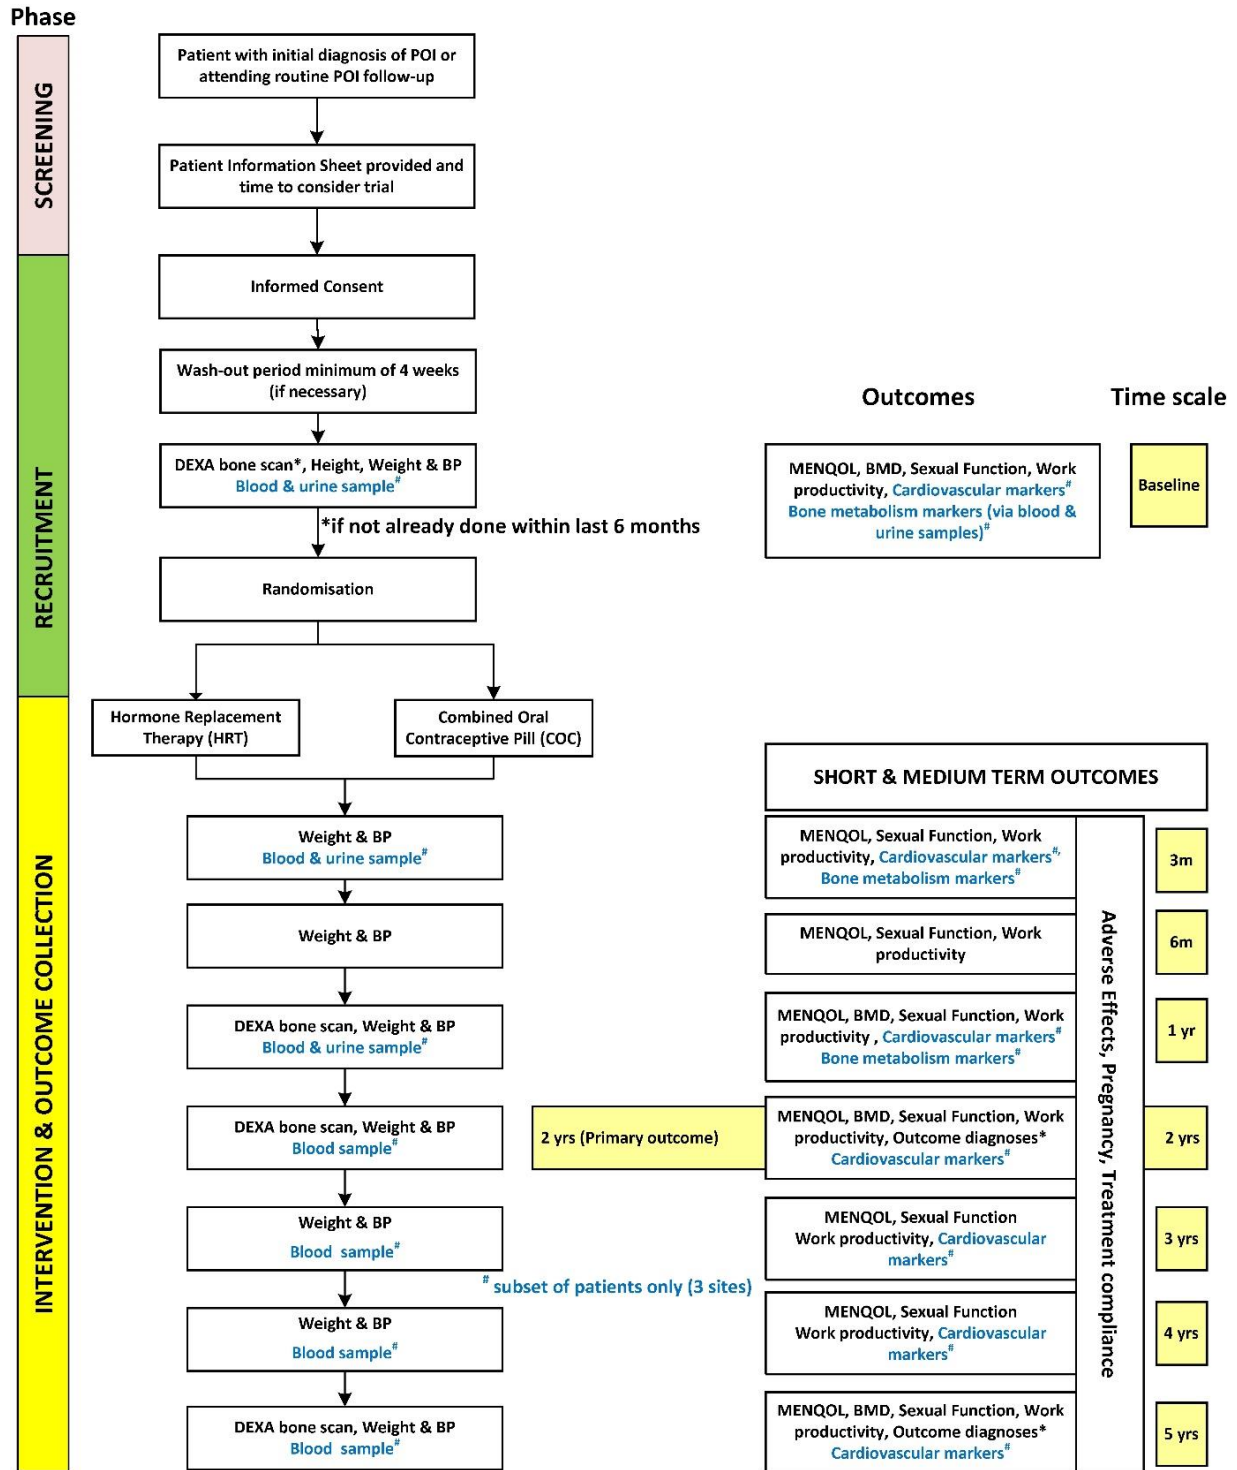 Phase
SCREENING
Patient with initial diagnosis of POI or
attending routine POI follow-up
Patient Information Sheet provided and
time to consider trial
RECRUITMENT
Informed Consent
Wash-out period minimum of 4 weeks
(if necessary)
Outcomes
Time scale
DEXA bone scan*, Height, Weight & BP
Blood & urine sample#
MENQOL, BMD, Sexual Function, Work
productivity, Cardiovascular markers#
Bone metabolism markers (via blood &
urine samples)#
Baseline
*if not already done within last 6 months
Randomisation
INTERVENTION & OUTCOME COLLECTION
Hormone Replacement
Therapy (HRT)
Combined Oral
Contraceptive Pill (COC)
SHORT & MEDIUM TERM OUTCOMES
Weight & BP
Blood & urine sample#
MENQOL, Sexual Function, Work
productivity, Cardiovascular markers#,
Bone metabolism markers#
3m
Adverse Effects, Pregnancy, Treatment compliance
Weight & BP
MENQOL, Sexual Function, Work
productivity
6m
DEXA bone scan, Weight & BP
Blood & urine sample#
MENQOL, BMD, Sexual Function, Work
productivity , Cardiovascular markers#
Bone metabolism markers#
1 yr
DEXA bone scan, Weight & BP
Blood sample#
2 yrs (Primary outcome)
MENQOL, BMD, Sexual Function, Work
productivity, Outcome diagnoses*
Cardiovascular markers#
2 yrs
Weight & BP
Blood sample#
MENQOL, Sexual Function
Work productivity, Cardiovascular
markers#
3 yrs
# subset of patients only (3 sites)
Weight & BP
Blood sample#
MENQOL, Sexual Function
Work productivity, Cardiovascular
markers#
4 yrs
DEXA bone scan, Weight & BP
Blood sample#
MENQOL, BMD, Sexual Function, Work
productivity, Outcome diagnoses*
Cardiovascular markers#
5 yrs